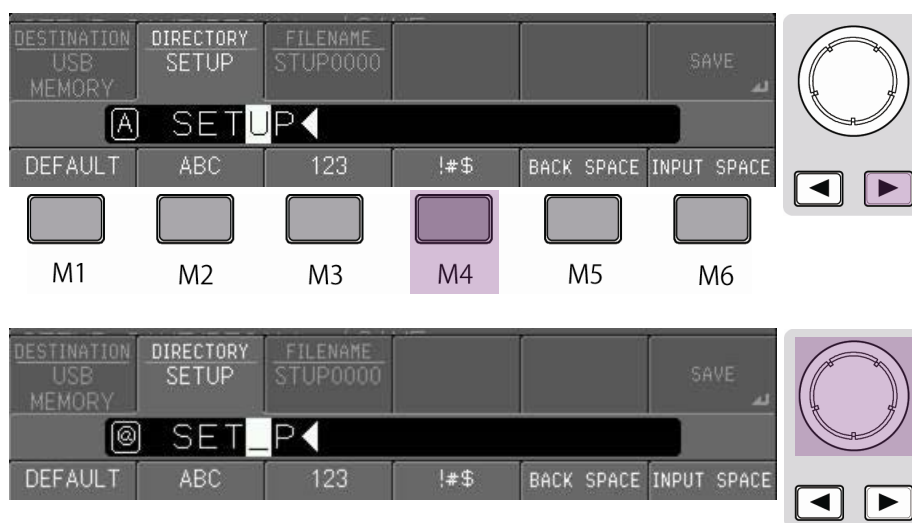 DESTINATION DIRECTORY FILENAME
USB SETUP STUP0000 SAVE
MEMORY
A SETUP
DEFAULT ABC 123 !#$ BACK SPACE INPUT SPACE
M1 M2 M3 M4 M5 M6
DESTINATION DIRECTORY FILENAME
USB SETUP STUP0000 SAVE
MEMORY
@ SET_P
DEFAULT ABC 123 !#$ BACK SPACE INPUT SPACE